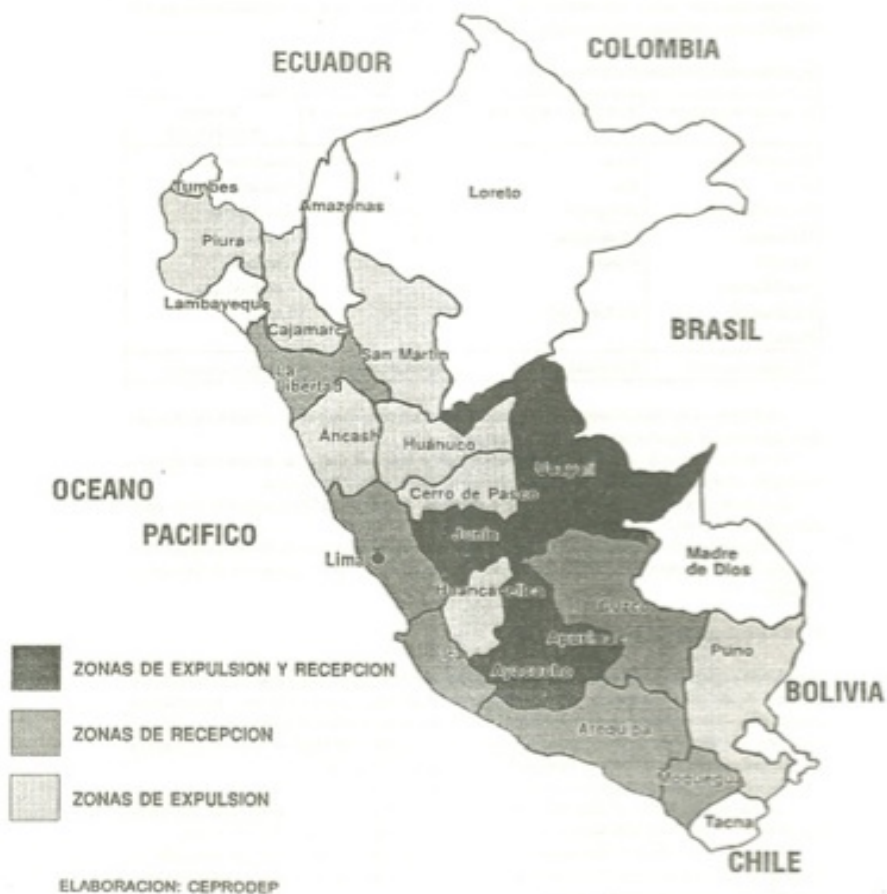 COLOMBIA
ECUADOR
Loreto
Tumbes
Amazonas
Piura
Lambayeque
Cajamarc
BRASIL
San Martin
La
Libertad
Ancash
Huánuco
Ucayali
Cerro de Pasco
OCEANO
PACIFICO
Junín
Lima
Madre
de Dios
Huancavelica
Cuzco
Apurimac
Puno
Ayacucho
BOLIVIA
ZONAS DE EXPULSION Y RECEPCION
Arequipa
ZONAS DE RECEPCION
Moquegua
ZONAS DE EXPULSION
Tacna
CHILE
ELABORACION: CEPRODEP